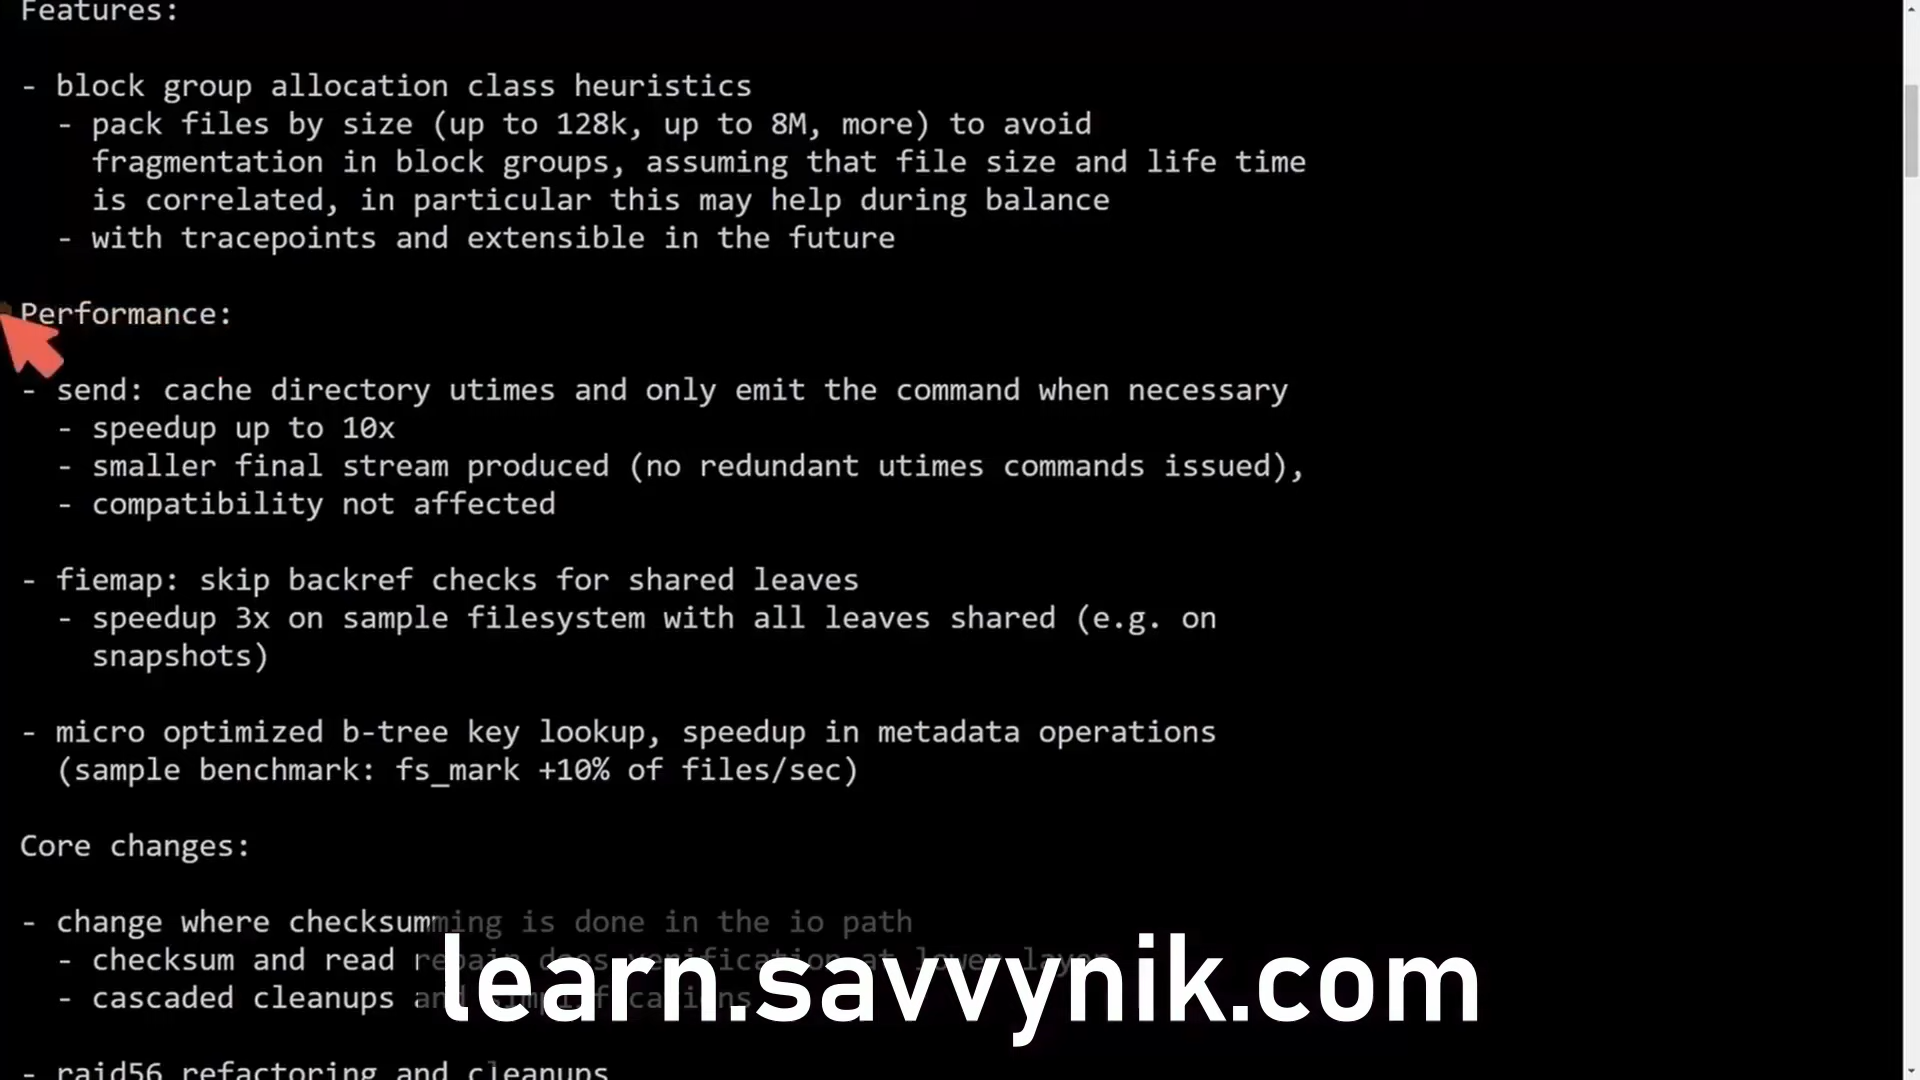 Features:
- block group allocation class heuristics
- pack files by size (up to 128k, up to 8M, more) to avoid
fragmentation in block groups, assuming that file size and life time
is correlated, in particular this may help during balance
- with tracepoints and extensible in the future
Performance:
- send: cache directory utimes and only emit the command when necessary
- speedup up to 10x
- smaller final stream produced (no redundant utimes commands issued),
- compatibility not affected
- fiemap: skip backref checks for shared leaves
- speedup 3x on sample filesystem with all leaves shared (e.g. on
snapshots)
- micro optimized b-tree key lookup, speedup in metadata operations
(sample benchmark: fs_mark +10% of files/sec)
Core changes:
- change where checksumming is done in the io path
- checksum and read repair does verification at lower layer
- cascaded cleanups and simplifications
learn.savvynik.com
- raid56 refactoring and cleanups